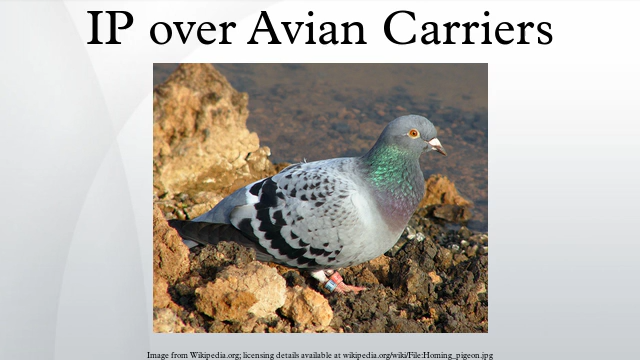 IP over Avian Carriers
Image from Wikipedia.org; licensing details available at wikipedia.org/wiki/File:Homing_pigeon.jpg